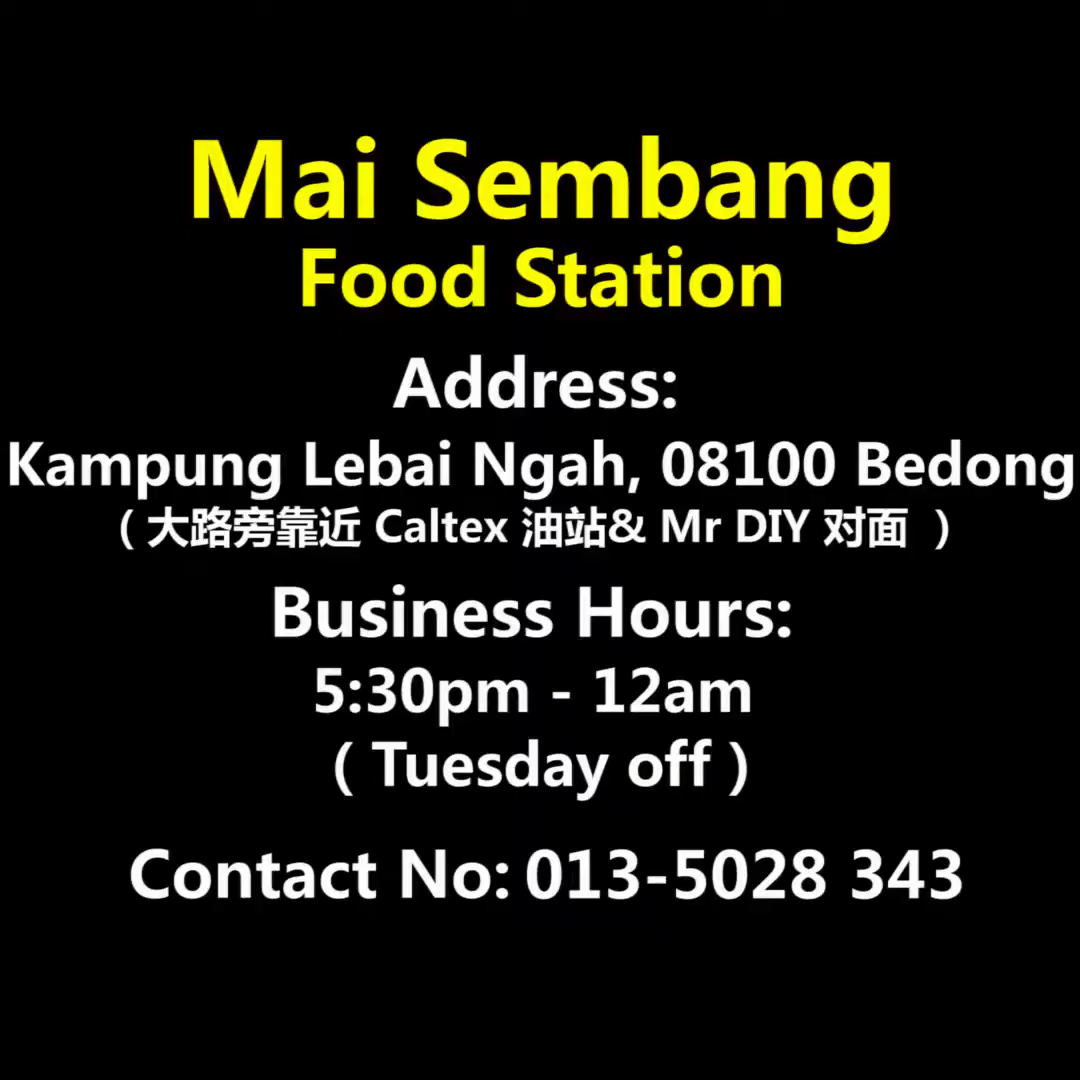 Mai Sembang
Food Station
Address:
Kampung Lebai Ngah, 08100 Bedong
（大路旁靠近 Caltex 油站& Mr DIY 对面 ）
Business Hours:
5:30pm - 12am
( Tuesday off )
Contact No: 013-5028 343